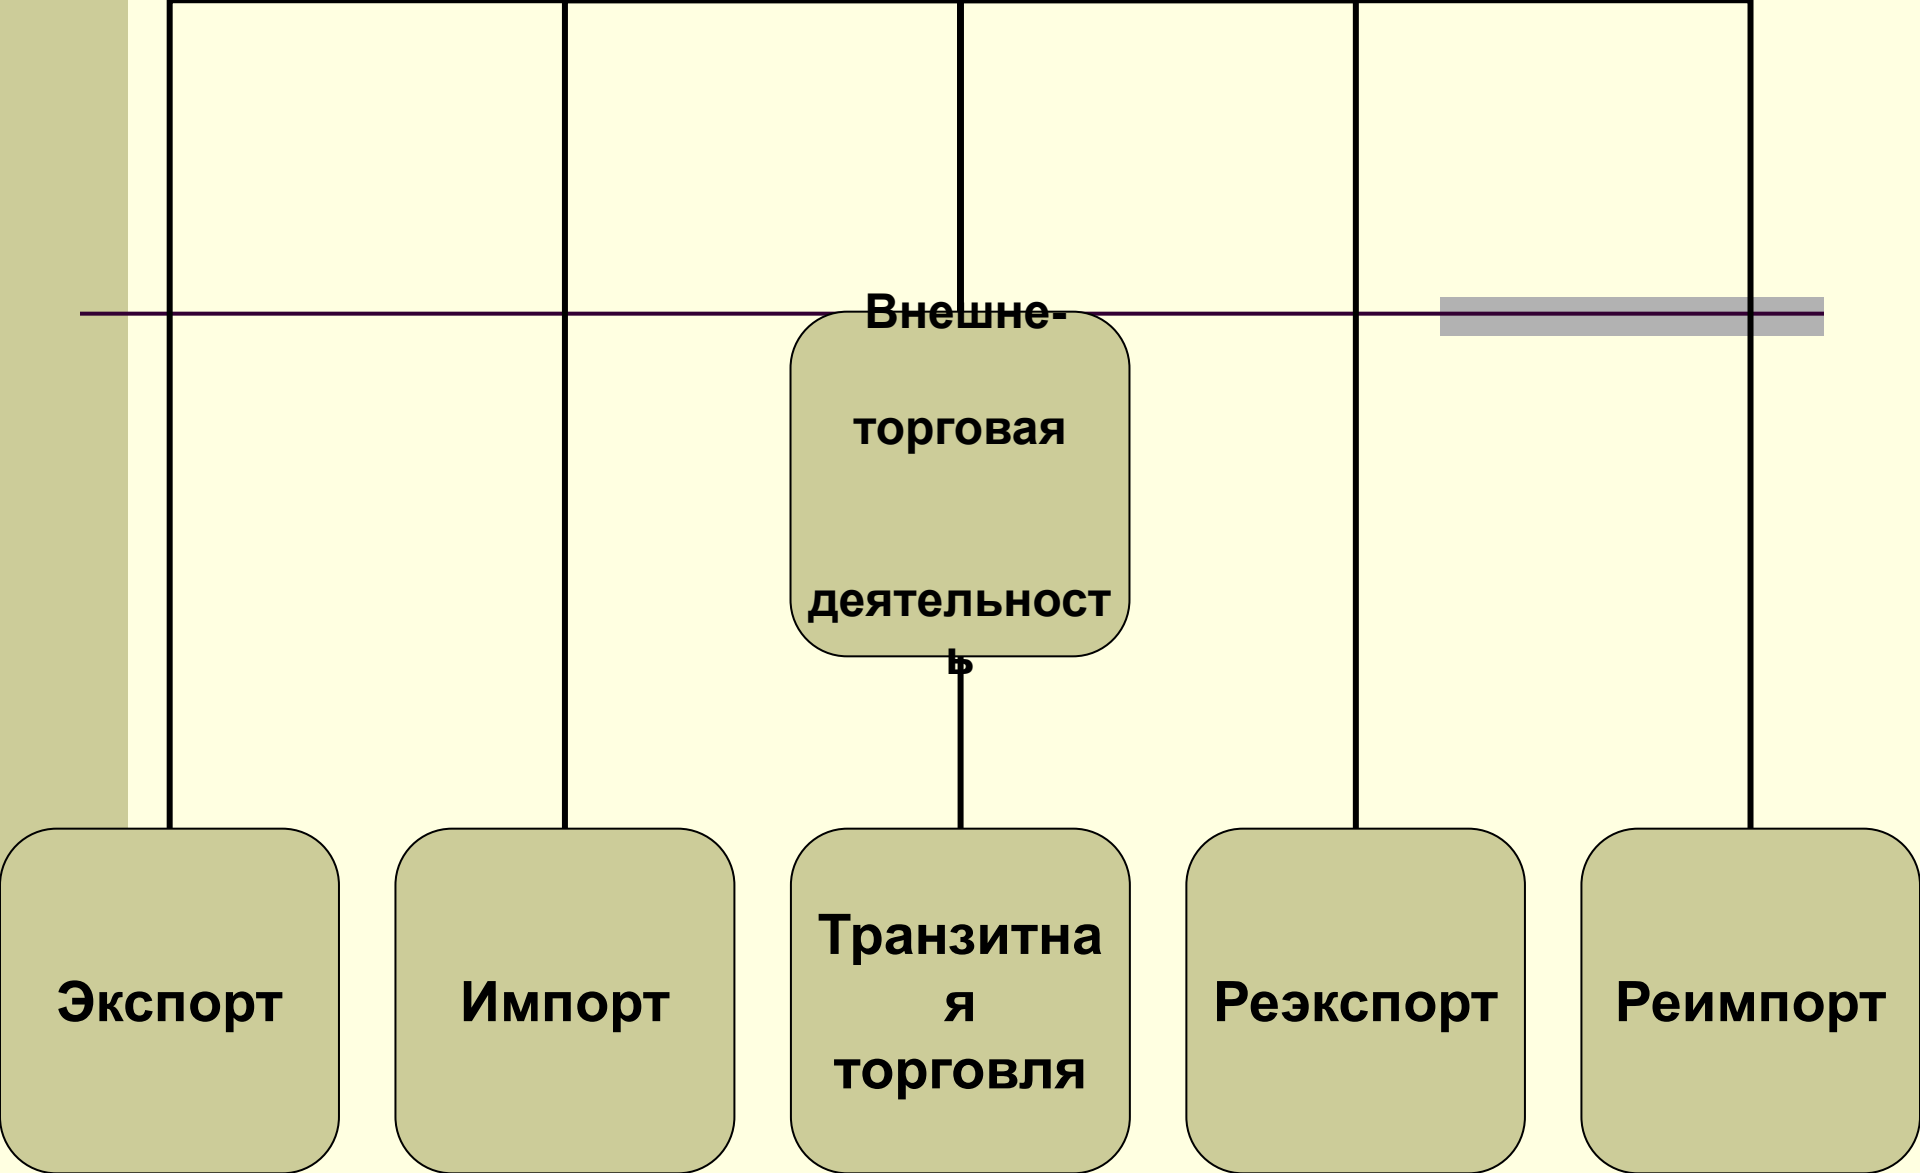 Внешне-
торговая
деятельност
ь
Экспорт
Импорт
Транзитна
я
торговля
Реэкспорт
Реимпорт